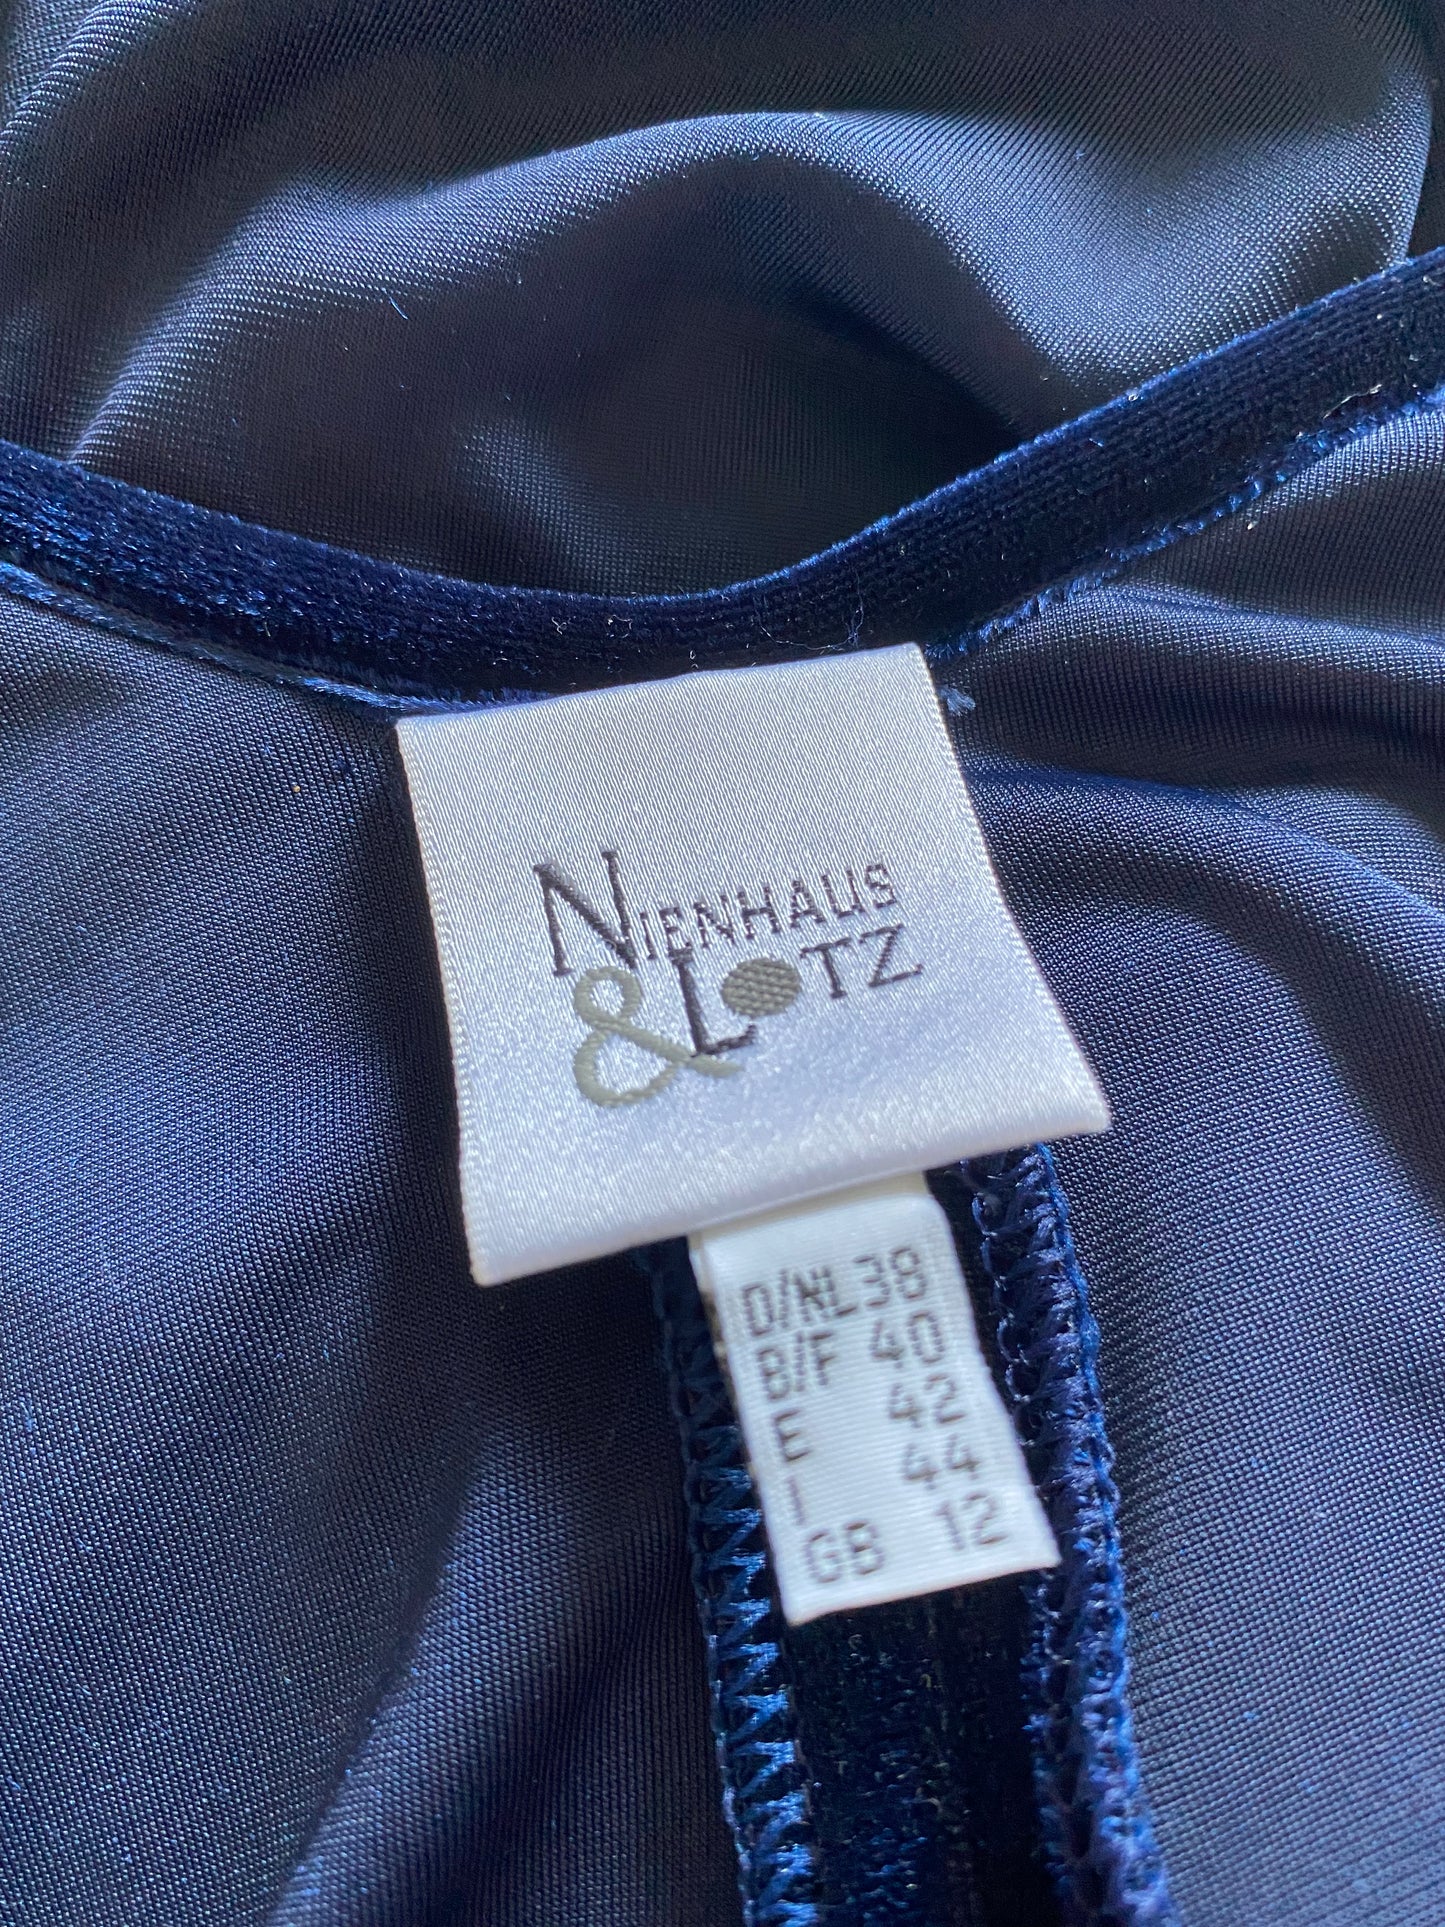 NIENHAUS
& LOTZ
D/NL 38
B/F 40
E 42
I 44
GB 12